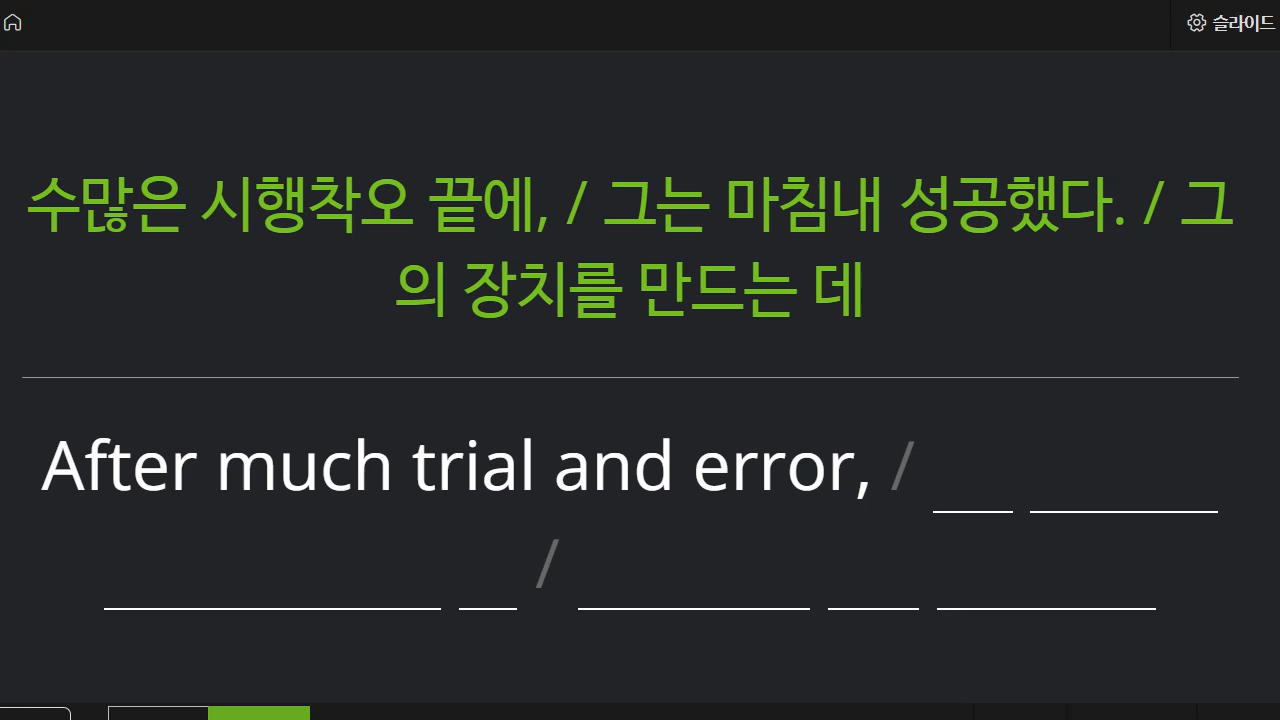 슬라이드
수많은 시행착오 끝에, / 그는 마침내 성공했다. / 그
의 장치를 만드는 데
After much trial and error, /
/